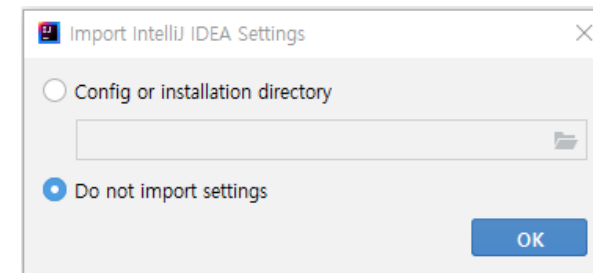 Import IntelliJ IDEA Settings
Config or installation directory
Do not import settings
OK